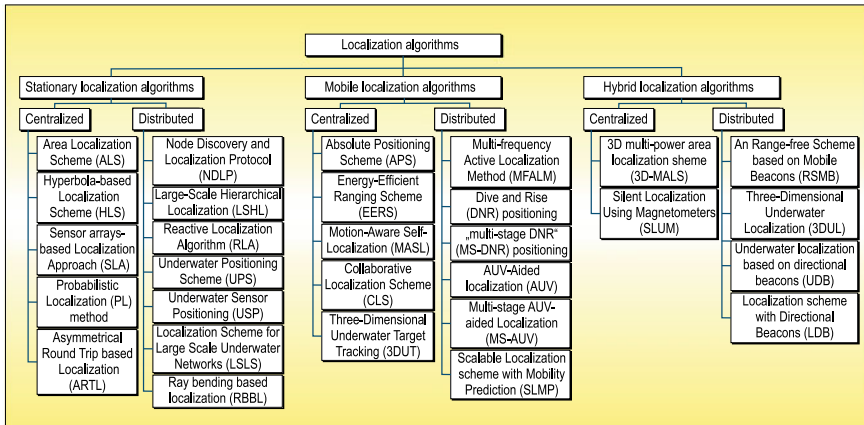 Localization algorithms
Stationary localization algorithms
Centralized
Area Localization
Scheme (ALS)
Hyperbola-based
Localization
Scheme (HLS)
Sensor arrays-
based Localization
Approach (SLA)
Probabilistic
Localization (PL)
method
Asymmetrical
Round Trip based
Localization
(ARTL)
Distributed
Node Discovery and
Localization Protocol
(NDLP)
Large-Scale Hierarchical
Localization (LSHL)
Reactive Localization
Algorithm (RLA)
Underwater Positioning
Scheme (UPS)
Underwater Sensor
Positioning (USP)
Localization Scheme for
Large Scale Underwater
Networks (LSLS)
Ray bending based
localization (RBBL)
Mobile localization algorithms
Centralized
Absolute Positioning
Scheme (APS)
Energy-Efficient
Ranging Scheme
(EERS)
Motion-Aware Self-
Localization (MASL)
Collaborative
Localization Scheme
(CLS)
Three-Dimensional
Underwater Target
Tracking (3DUT)
Distributed
Multi-frequency
Active Localization
Method (MFALM)
Dive and Rise
(DNR) positioning
„multi-stage DNR“
(MS-DNR) positioning
AUV-Aided
localization (AUV)
Multi-stage AUV-
aided Localization
(MS-AUV)
Scalable Localization
scheme with Mobility
Prediction (SLMP)
Hybrid localization algorithms
Centralized
3D multi-power area
localization sheme
(3D-MALS)
Silent Localization
Using Magnetometers
(SLUM)
Distributed
An Range-free Scheme
based on Mobile
Beacons (RSMB)
Three-Dimensional
Underwater
Localization (3DUL)
Underwater localization
based on directional
beacons (UDB)
Localization scheme
with Directional
Beacons (LDB)